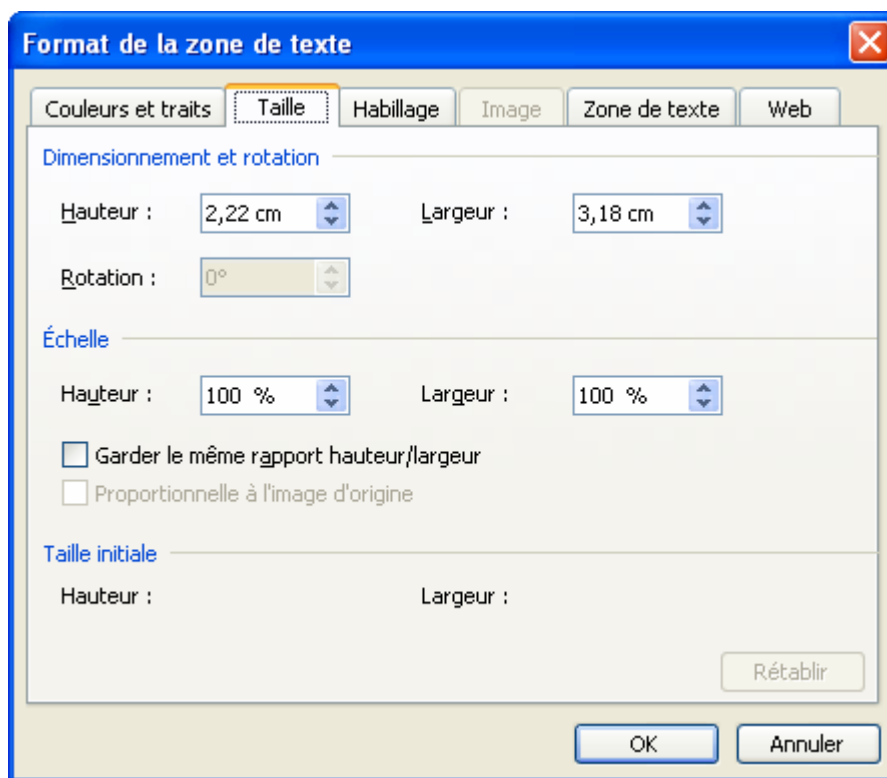 Format de la zone de texte
Couleurs et traits Taille Habillage Image Zone de texte Web
Dimensionnement et rotation
Hauteur : 2,22 cm Largeur : 3,18 cm
Rotation : 0°
Échelle
Hauteur : 100 % Largeur : 100 %
Garder le même rapport hauteur/largeur
Proportionnelle à l'image d'origine
Taille initiale
Hauteur : Largeur :
Rétablir
OK Annuler